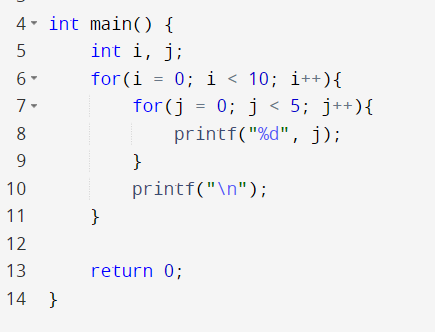 4 int main() {
5     int i, j;
6     for(i = 0; i < 10; i++){
7         for(j = 0; j < 5; j++){
8             printf("%d", j);
9         }
10         printf("\n");
11     }
12
13     return 0;
14 }